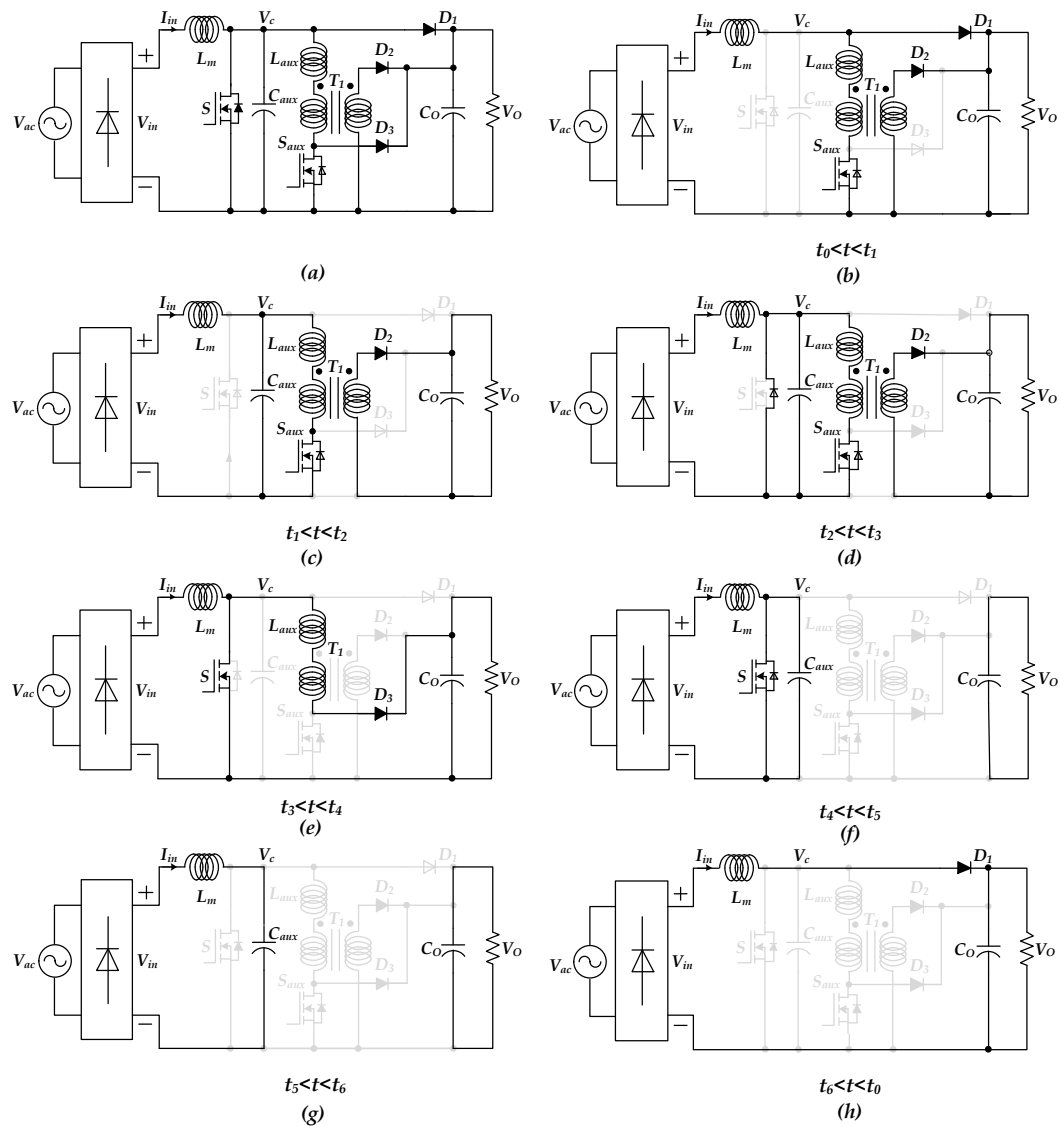 I_in L_m V_c D_1
S C_aux L_aux T_1 D_2 D_3 S_aux
V_ac + V_in − C_O V_O
(a)
I_in L_m V_c D_1
S C_aux L_aux T_1 D_2 D_3 S_aux
V_ac + V_in − C_O V_O
t_0<t<t_1
(b)
I_in L_m V_c D_1
S C_aux L_aux T_1 D_2 D_3 S_aux
V_ac + V_in − C_O V_O
t_1<t<t_2
(c)
I_in L_m V_c D_1
C_aux L_aux T_1 D_2 D_3 S_aux
V_ac + V_in − C_O V_O
t_2<t<t_3
(d)
I_in L_m V_c D_1
S C_aux L_aux T_1 D_2 D_3 S_aux
V_ac + V_in − C_O V_O
t_3<t<t_4
(e)
I_in L_m V_c D_1
S C_aux L_aux T_1 D_2 D_3 S_aux
V_ac + V_in − C_O V_O
t_4<t<t_5
(f)
I_in L_m V_c D_1
S C_aux L_aux T_1 D_2 D_3 S_aux
V_ac + V_in − C_O V_O
t_5<t<t_6
(g)
I_in L_m V_c D_1
S C_aux L_aux T_1 D_2 D_3 S_aux
V_ac + V_in − C_O V_O
t_6<t<t_0
(h)